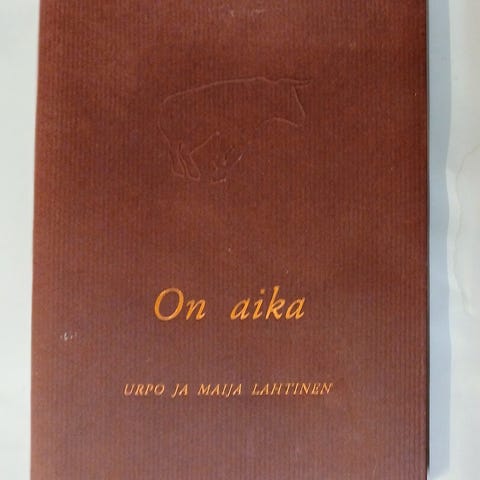 On aika
URPO JA MAIJA LAHTINEN